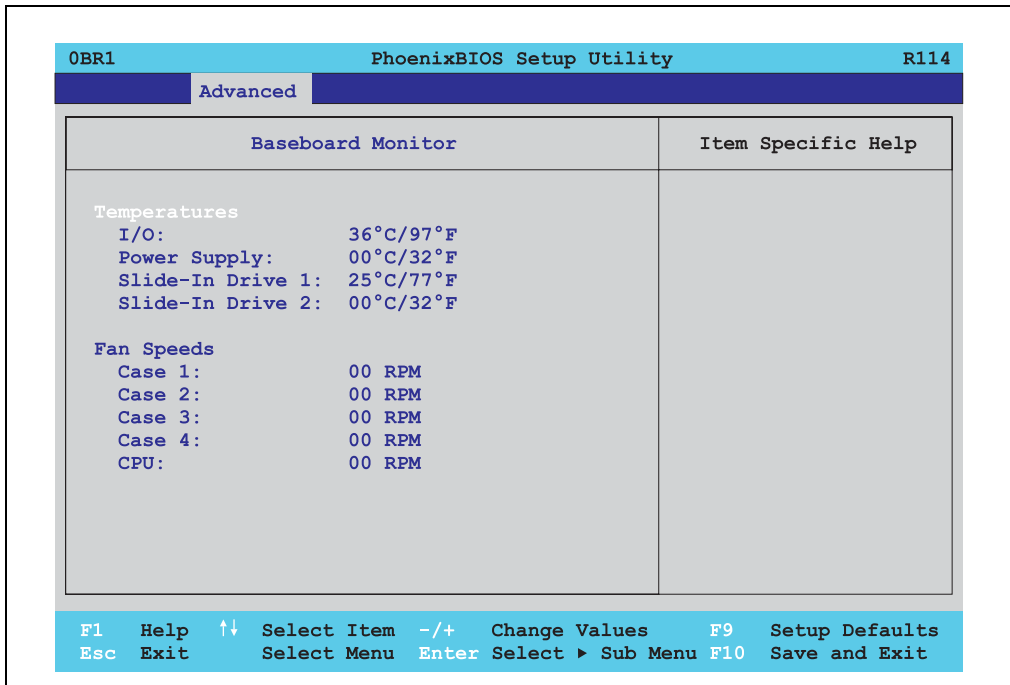 0BR1 PhoenixBIOS Setup Utility R114
Advanced
Baseboard Monitor Item Specific Help
Temperatures
I/O: 36°C/97°F
Power Supply: 00°C/32°F
Slide-In Drive 1: 25°C/77°F
Slide-In Drive 2: 00°C/32°F
Fan Speeds
Case 1: 00 RPM
Case 2: 00 RPM
Case 3: 00 RPM
Case 4: 00 RPM
CPU: 00 RPM
F1 Help ↑↓ Select Item -/+ Change Values F9 Setup Defaults
Esc Exit Select Menu Enter Select ▶ Sub Menu F10 Save and Exit